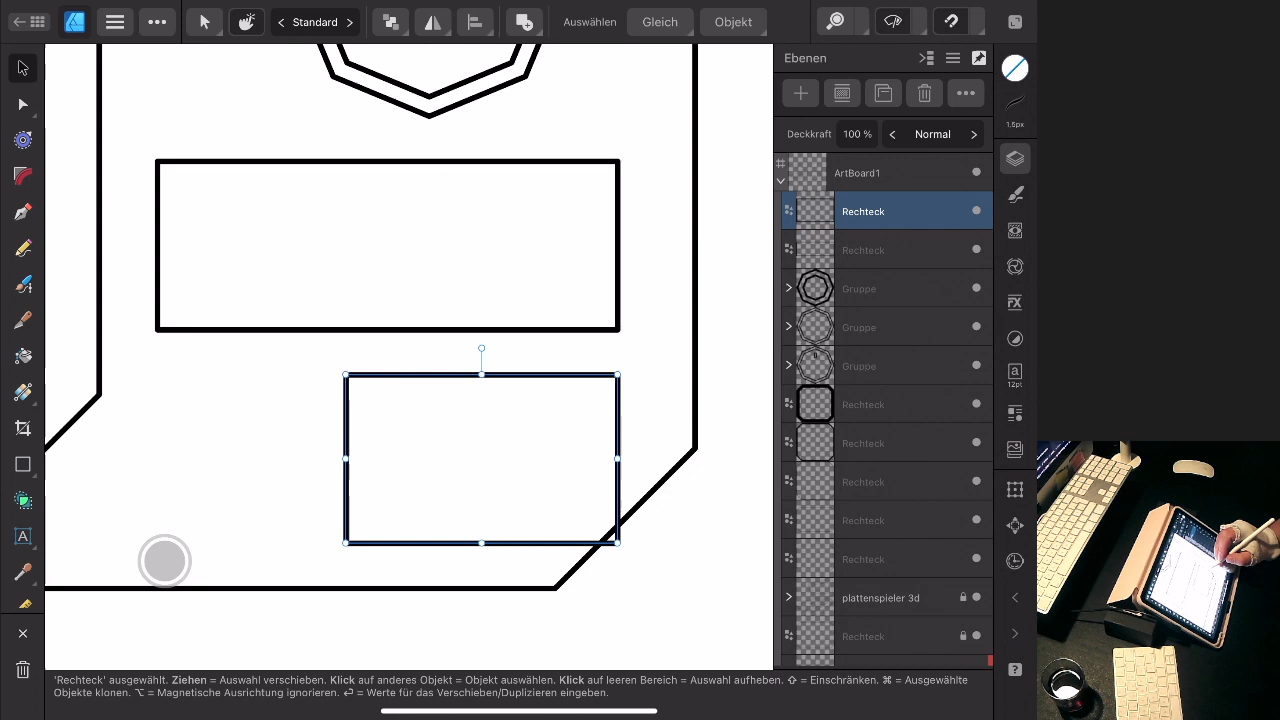 Standard
Auswählen
Gleich
Objekt
Ebenen
Deckkraft
100 %
Normal
1,5px
ArtBoard1
Rechteck
Rechteck
Gruppe
Gruppe
Gruppe
Rechteck
Rechteck
Rechteck
Rechteck
Rechteck
plattenspieler 3d
Rechteck
FX
a
12pt
A
?
'Rechteck' ausgewählt. Ziehen = Auswahl verschieben. Klick auf anderes Objekt = Objekt auswählen. Klick auf leeren Bereich = Auswahl aufheben. ⇧ = Einschränken. ⌘ = Ausgewählte
Objekte klonen. ⌥ = Magnetische Ausrichtung ignorieren. ⏎ = Werte für das Verschieben/Duplizieren eingeben.